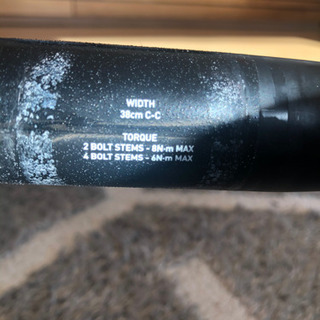 WIDTH
38cm C-C
TORQUE
2 BOLT STEMS - 8N-m MAX
4 BOLT STEMS - 6N-m MAX